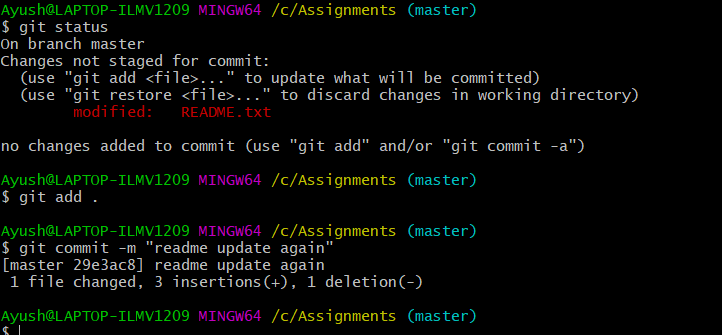 Ayush@LAPTOP-ILMV1209 MINGW64 /c/Assignments (master)
$ git status
On branch master
Changes not staged for commit:
  (use "git add <file>..." to update what will be committed)
  (use "git restore <file>..." to discard changes in working directory)
        modified:   README.txt

no changes added to commit (use "git add" and/or "git commit -a")

Ayush@LAPTOP-ILMV1209 MINGW64 /c/Assignments (master)
$ git add .

Ayush@LAPTOP-ILMV1209 MINGW64 /c/Assignments (master)
$ git commit -m "readme update again"
[master 29e3ac8] readme update again
 1 file changed, 3 insertions(+), 1 deletion(-)

Ayush@LAPTOP-ILMV1209 MINGW64 /c/Assignments (master)
$